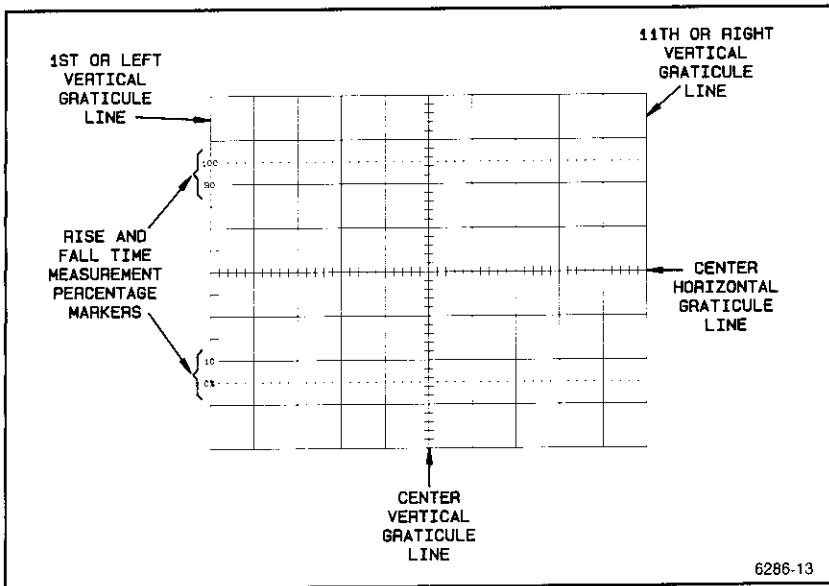 1ST OR LEFT
VERTICAL
GRATICULE
LINE
11TH OR RIGHT
VERTICAL
GRATICULE
LINE
100
90
RISE AND
FALL TIME
MEASUREMENT
PERCENTAGE
MARKERS
CENTER
HORIZONTAL
GRATICULE
LINE
10
0%
CENTER
VERTICAL
GRATICULE
LINE
6286-13